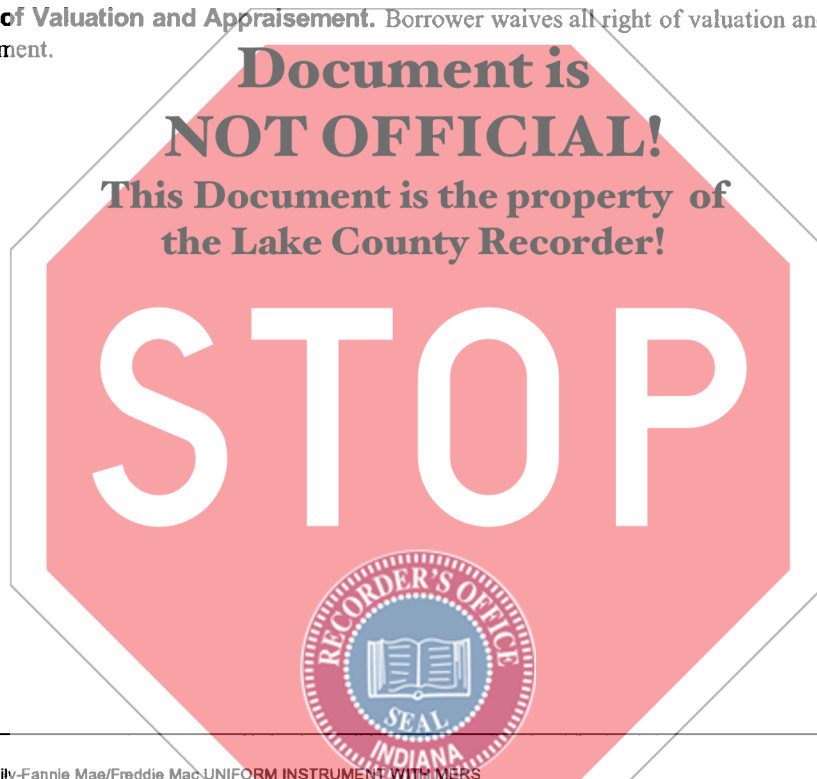 of Valuation and Appraisement. Borrower waives all right of valuation an
ment.
Document is
NOT OFFICIAL!
This Document is the property of
the Lake County Recorder!
STOP
RECORDER'S OFFICE
SEAL
INDIANA
ily-Fannie Mae/Freddie Mac UNIFORM INSTRUMENT WITH MERS